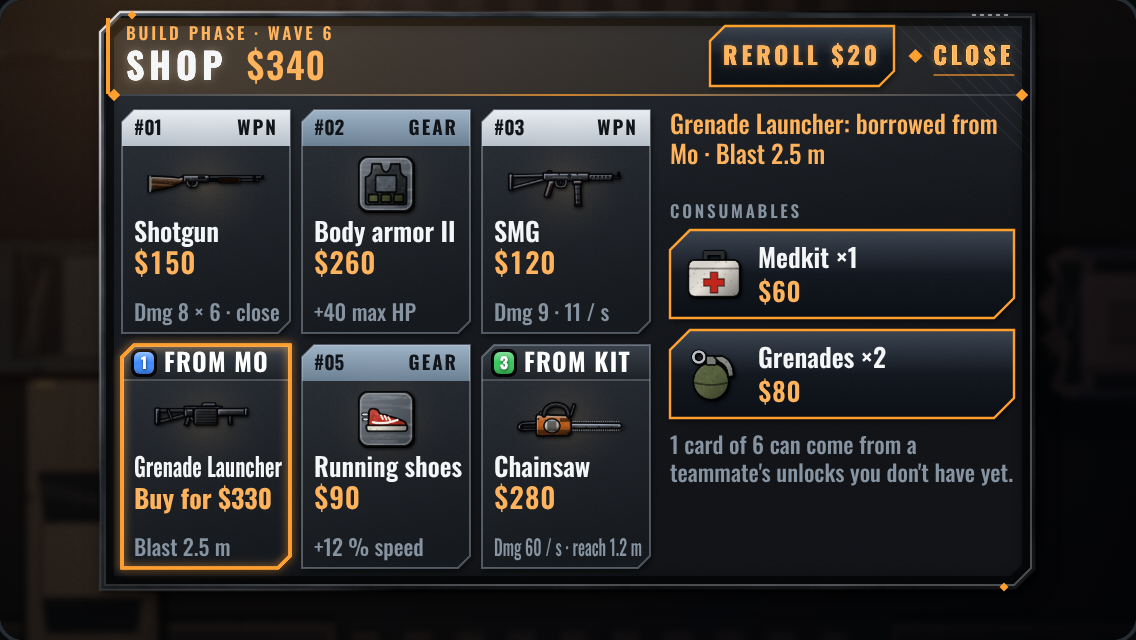 BUILD PHASE · WAVE 6
SHOP $340
REROLL $20
CLOSE
#01 WPN
Shotgun
$150
Dmg 8 × 6 · close
#02 GEAR
Body armor II
$260
+40 max HP
#03 WPN
SMG
$120
Dmg 9 · 11 / s
1 FROM MO
Grenade Launcher
Buy for $330
Blast 2.5 m
#05 GEAR
Running shoes
$90
+12 % speed
3 FROM KIT
Chainsaw
$280
Dmg 60 / s · reach 1.2 m
Grenade Launcher: borrowed from
Mo · Blast 2.5 m
CONSUMABLES
Medkit ×1
$60
Grenades ×2
$80
1 card of 6 can come from a
teammate's unlocks you don't have yet.